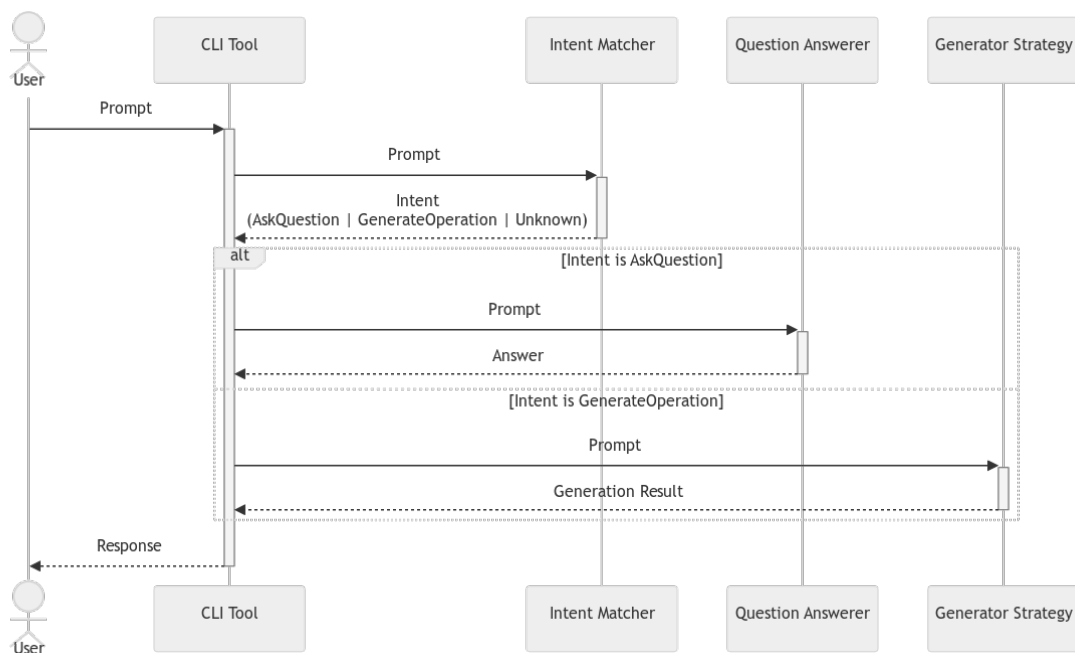 User
CLI Tool
Intent Matcher
Question Answerer
Generator Strategy
Prompt
Prompt
Intent
(AskQuestion | GenerateOperation | Unknown)
alt
[Intent is AskQuestion]
Prompt
Answer
[Intent is GenerateOperation]
Prompt
Generation Result
Response
User
CLI Tool
Intent Matcher
Question Answerer
Generator Strategy